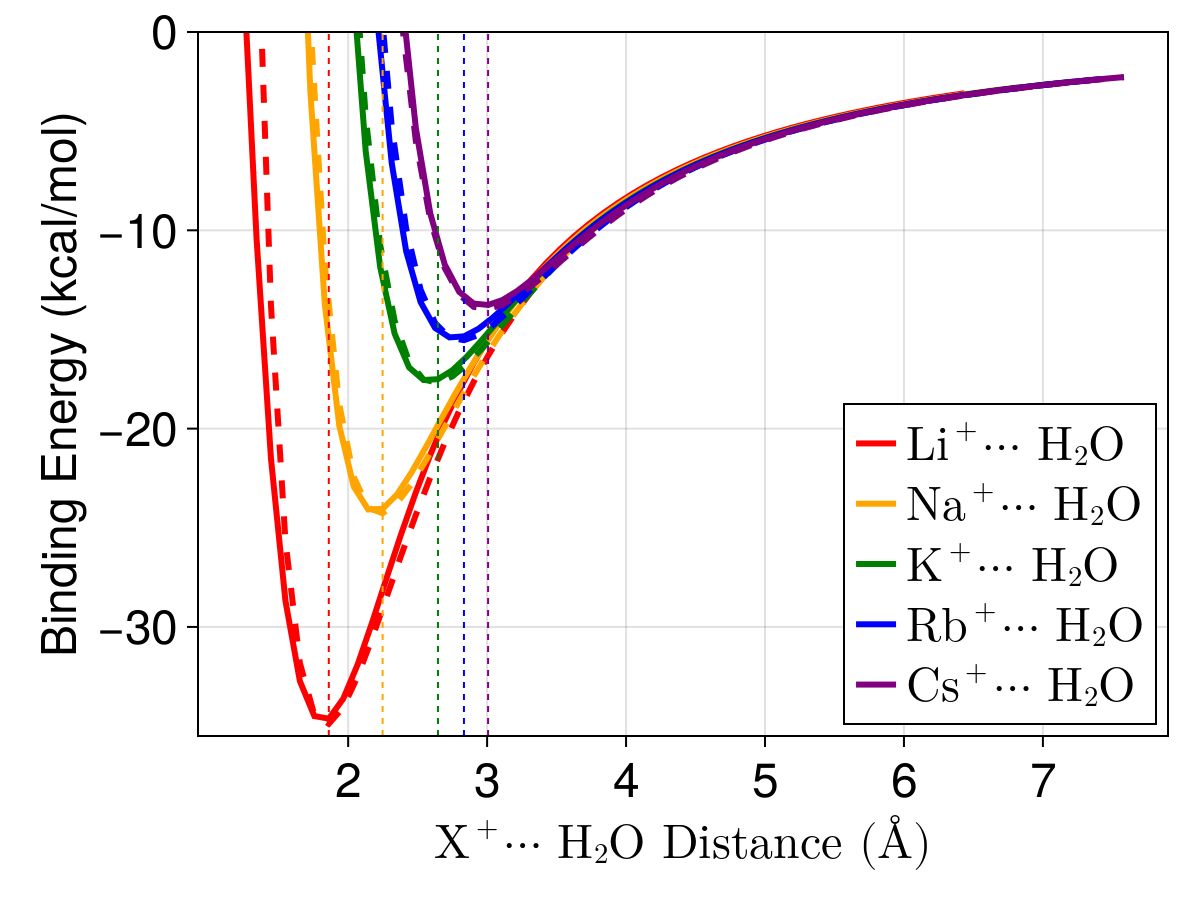 0
−10
−20
−30
Binding Energy (kcal/mol)
Li⁺··· H₂O
Na⁺··· H₂O
K⁺··· H₂O
Rb⁺··· H₂O
Cs⁺··· H₂O
2 3 4 5 6 7
X⁺··· H₂O Distance (Å)